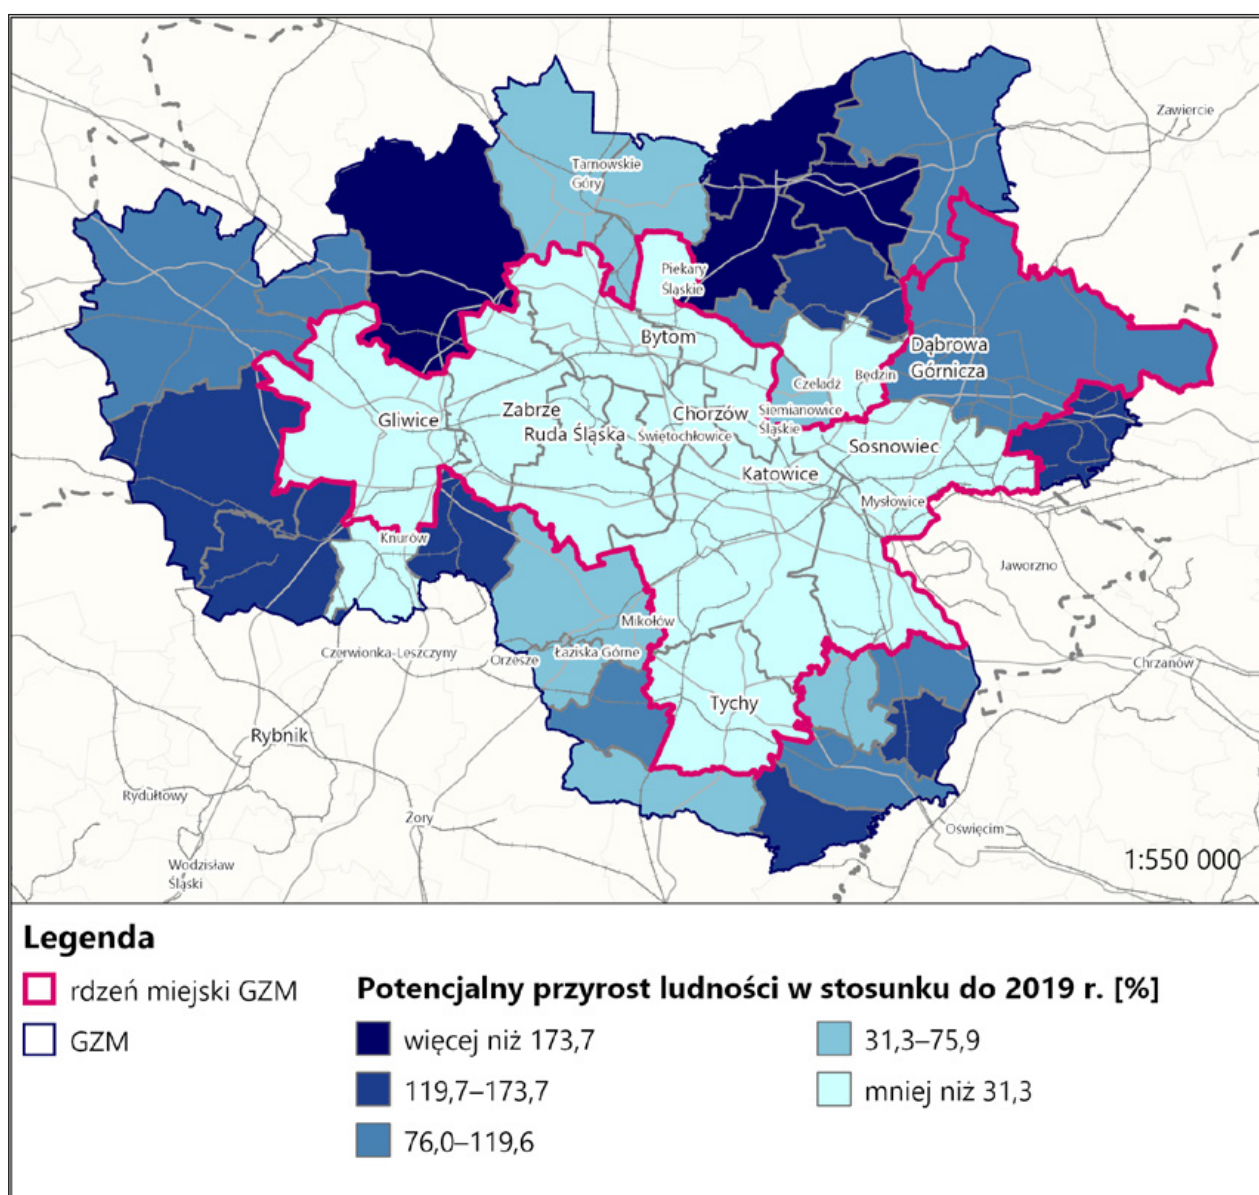 Zawiercie
Tarnowskie
Góry
Piekary
Śląskie
Bytom
Dąbrowa
Górnicza
Będzin
Czeladź
Gliwice
Zabrze
Chorzów
Siemianowice
Śląskie
Ruda Śląska
Świętochłowice
Sosnowiec
Katowice
Mysłowice
Knurów
Jaworzno
Mikołów
Czerwionka-Leszczyny
Orzesze
Łaziska Górne
Chrzanów
Tychy
Rybnik
Rydułtowy
Żory
Oświęcim
Wodzisław
Śląski
1:550 000
Legenda
rdzeń miejski GZM
GZM
Potencjalny przyrost ludności w stosunku do 2019 r. [%]
więcej niż 173,7
119,7–173,7
76,0–119,6
31,3–75,9
mniej niż 31,3